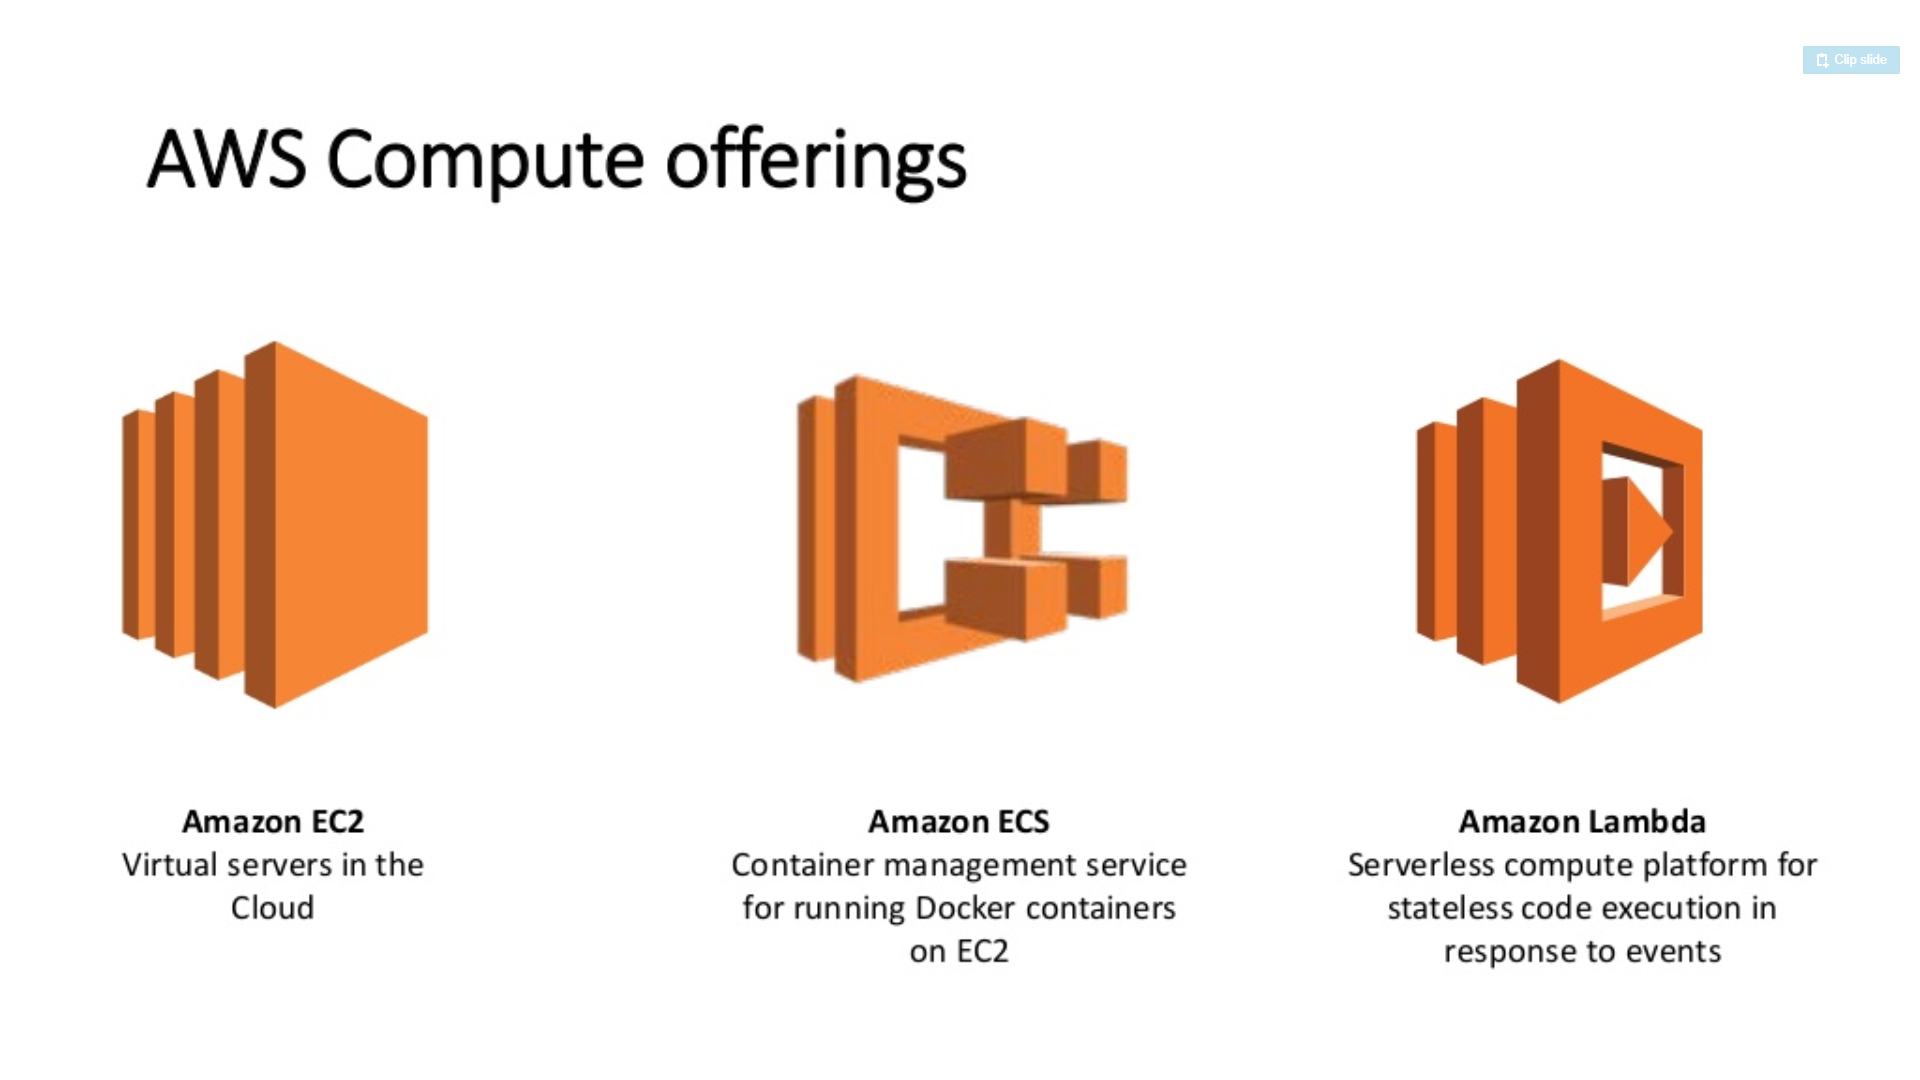 Clip slide
AWS Compute offerings
Amazon EC2
Virtual servers in the
Cloud
Amazon ECS
Container management service
for running Docker containers
on EC2
Amazon Lambda
Serverless compute platform for
stateless code execution in
response to events